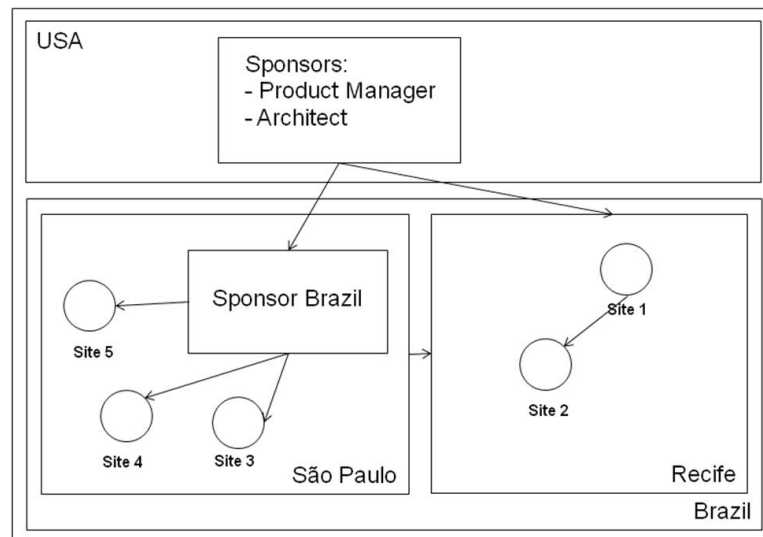 USA
Sponsors:
- Product Manager
- Architect
Sponsor Brazil
Site 5
Site 4
Site 3
São Paulo
Site 1
Site 2
Recife
Brazil